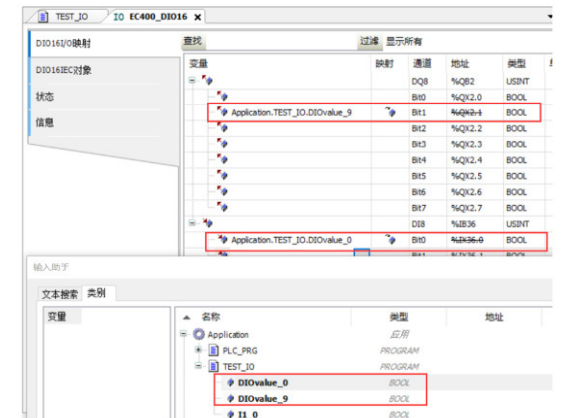 TEST_IO IO EC400_DIO16 ×
DIO16I/O映射
DIO16IEC对象
状态
信息
查找 过滤 显示所有
变量 映射 通道 地址 类型
DQ8 %QB2 USINT
Bit0 %QX2.0 BOOL
Application.TEST_IO.DIOvalue_9 Bit1 %QX2.1 BOOL
Bit2 %QX2.2 BOOL
Bit3 %QX2.3 BOOL
Bit4 %QX2.4 BOOL
Bit5 %QX2.5 BOOL
Bit6 %QX2.6 BOOL
Bit7 %QX2.7 BOOL
DI8 %IB36 USINT
Application.TEST_IO.DIOvalue_0 Bit0 %IX36.0 BOOL
Bit1 %IX36.1 BOOL
输入助于
文本搜索 类别
变量
名称 类型 地址
Application 应用
PLC_PRG PROGRAM
TEST_IO PROGRAM
DIOvalue_0 BOOL
DIOvalue_9 BOOL
I1_0 BOOL